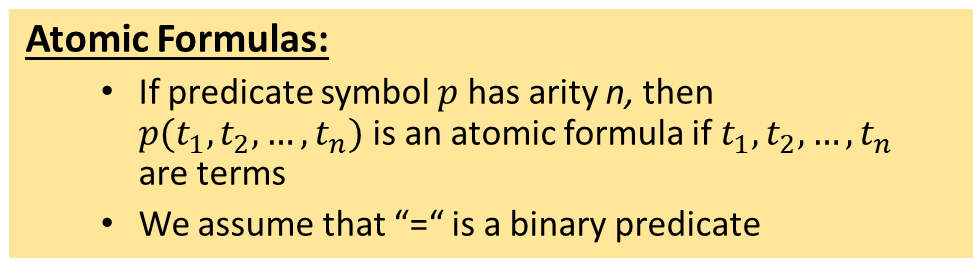 Atomic Formulas:
• If predicate symbol 𝑝 has arity n, then
𝑝(𝑡₁, 𝑡₂, … , 𝑡ₙ) is an atomic formula if 𝑡₁, 𝑡₂, … , 𝑡ₙ
are terms
• We assume that “=“ is a binary predicate